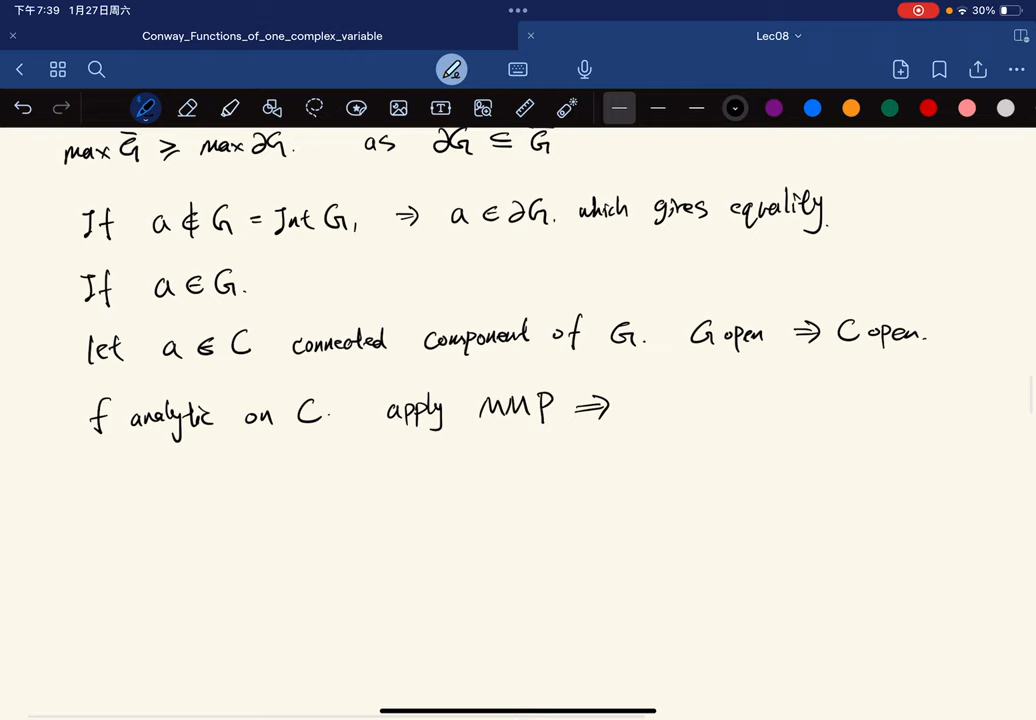 下午7:39 1月27日周六
30%
Conway_Functions_of_one_complex_variable
Lec08
max Ḡ ⩾ max ∂G. as ∂G ⊆ Ḡ
If a ∉ G = Int G, ⇒ a ∈ ∂G. which gives equality.
If a ∈ G.
let a ∈ C connected component of G. G open ⇒ C open.
f analytic on C. apply MMP ⇒